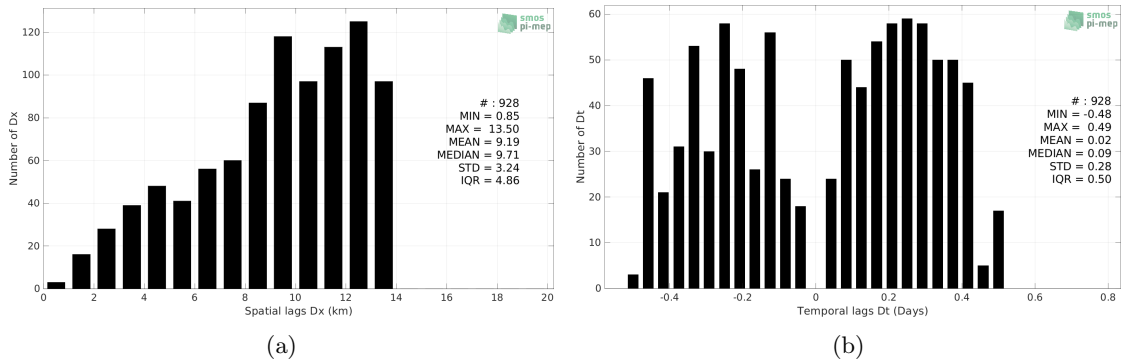 smos
pi-mep
120
100
80
60
40
20
0
Number of Dx
# : 928
MIN = 0.85
MAX = 13.50
MEAN = 9.19
MEDIAN = 9.71
STD = 3.24
IQR = 4.86
0 2 4 6 8 10 12 14 16 18 20
Spatial lags Dx (km)
(a)
smos
pi-mep
60
50
40
30
20
10
0
Number of Dt
# : 928
MIN = -0.48
MAX = 0.49
MEAN = 0.02
MEDIAN = 0.09
STD = 0.28
IQR = 0.50
-0.4 -0.2 0 0.2 0.4 0.6 0.8
Temporal lags Dt (Days)
(b)